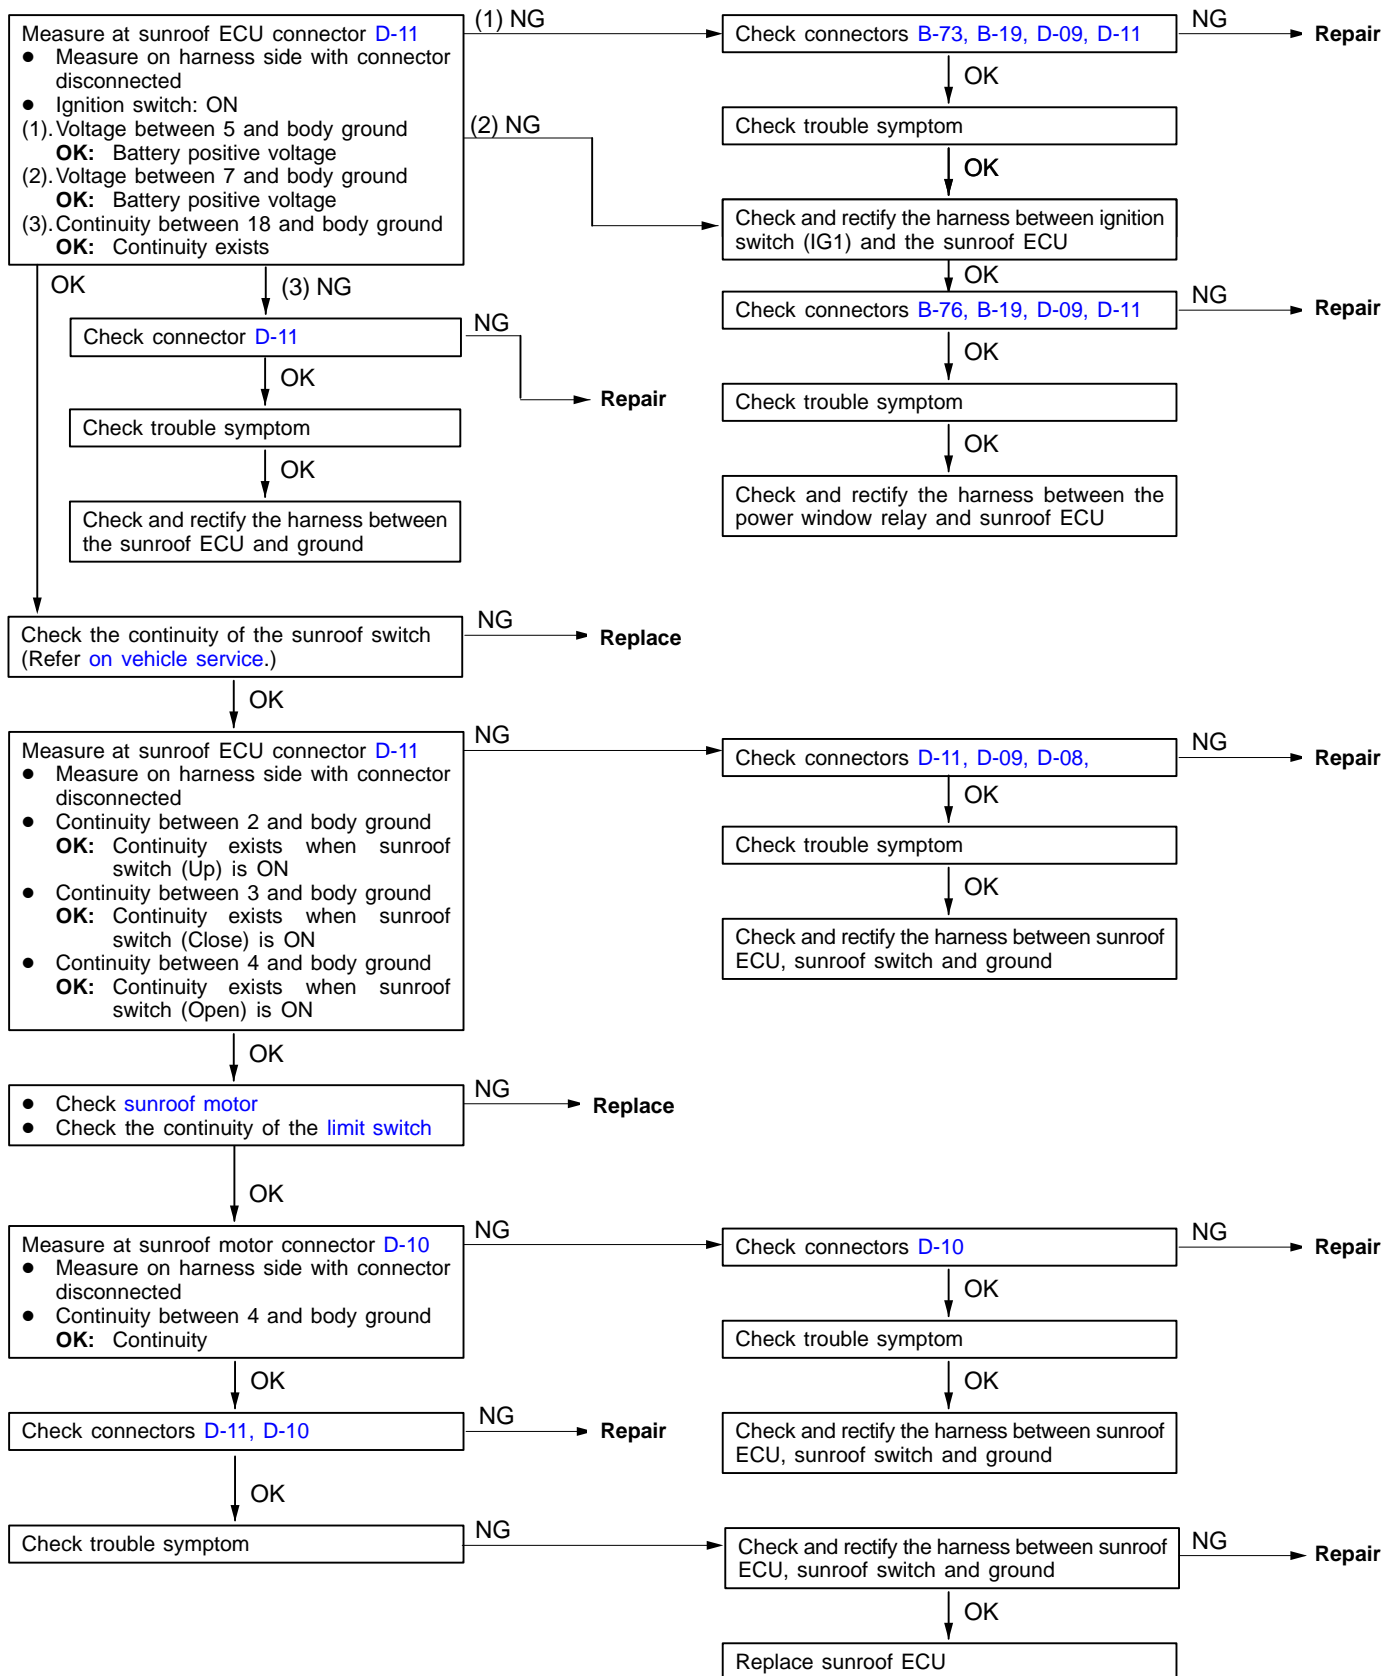 Measure at sunroof ECU connector D-11
● Measure on harness side with connector
disconnected
● Ignition switch: ON
(1). Voltage between 5 and body ground
OK: Battery positive voltage
(2). Voltage between 7 and body ground
OK: Battery positive voltage
(3). Continuity between 18 and body ground
OK: Continuity exists
(1) NG
Check connectors B-73, B-19, D-09, D-11
NG
Repair
OK
Check trouble symptom
OK
(2) NG
Check and rectify the harness between ignition
switch (IG1) and the sunroof ECU
OK
Check connectors B-76, B-19, D-09, D-11
NG
Repair
OK
Check trouble symptom
OK
Check and rectify the harness between the
power window relay and sunroof ECU
OK
(3) NG
Check connector D-11
NG
Repair
OK
Check trouble symptom
OK
Check and rectify the harness between
the sunroof ECU and ground
Check the continuity of the sunroof switch
(Refer on vehicle service.)
NG
Replace
OK
Measure at sunroof ECU connector D-11
● Measure on harness side with connector
disconnected
● Continuity between 2 and body ground
OK: Continuity exists when sunroof
switch (Up) is ON
● Continuity between 3 and body ground
OK: Continuity exists when sunroof
switch (Close) is ON
● Continuity between 4 and body ground
OK: Continuity exists when sunroof
switch (Open) is ON
NG
Check connectors D-11, D-09, D-08,
NG
Repair
OK
Check trouble symptom
OK
Check and rectify the harness between sunroof
ECU, sunroof switch and ground
OK
● Check sunroof motor
● Check the continuity of the limit switch
NG
Replace
OK
Measure at sunroof motor connector D-10
● Measure on harness side with connector
disconnected
● Continuity between 4 and body ground
OK: Continuity
NG
Check connectors D-10
NG
Repair
OK
Check trouble symptom
OK
Check and rectify the harness between sunroof
ECU, sunroof switch and ground
OK
Check connectors D-11, D-10
NG
Repair
OK
Check trouble symptom
NG
Check and rectify the harness between sunroof
ECU, sunroof switch and ground
NG
Repair
OK
Replace sunroof ECU